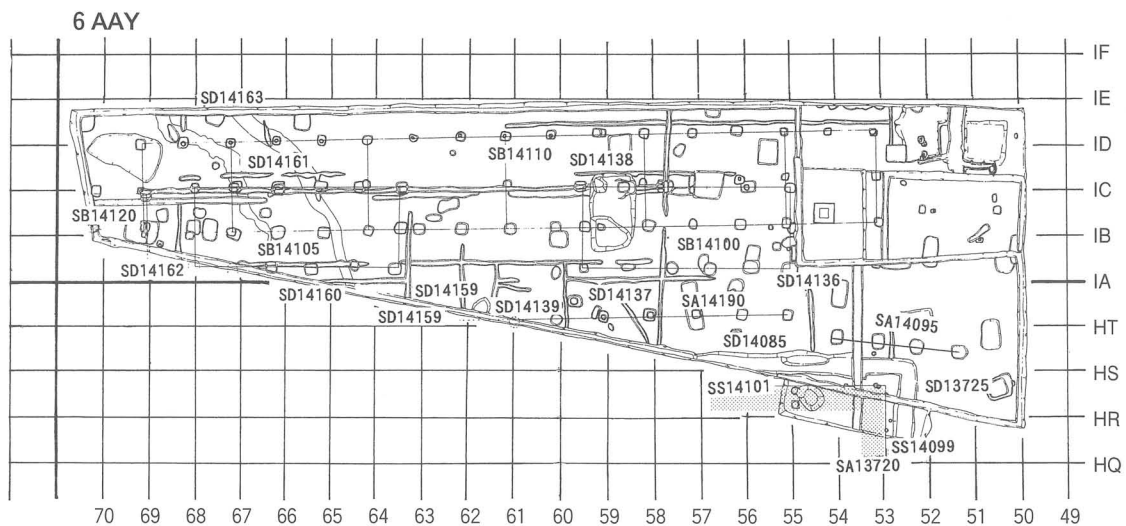 6 AAY
IF
IE
SD14163
ID
SD14161
SB14110
SD14138
IC
SB14120
IB
SB14105
SB14100
SD14162
SD14136
IA
SD14160
SD14159
SD14139
SD14137
SA14190
SD14159
SA14095
HT
SD14085
HS
SS14101
SD13725
HR
SS14099
SA13720
HQ
70 69 68 67 66 65 64 63 62 61 60 59 58 57 56 55 54 53 52 51 50 49